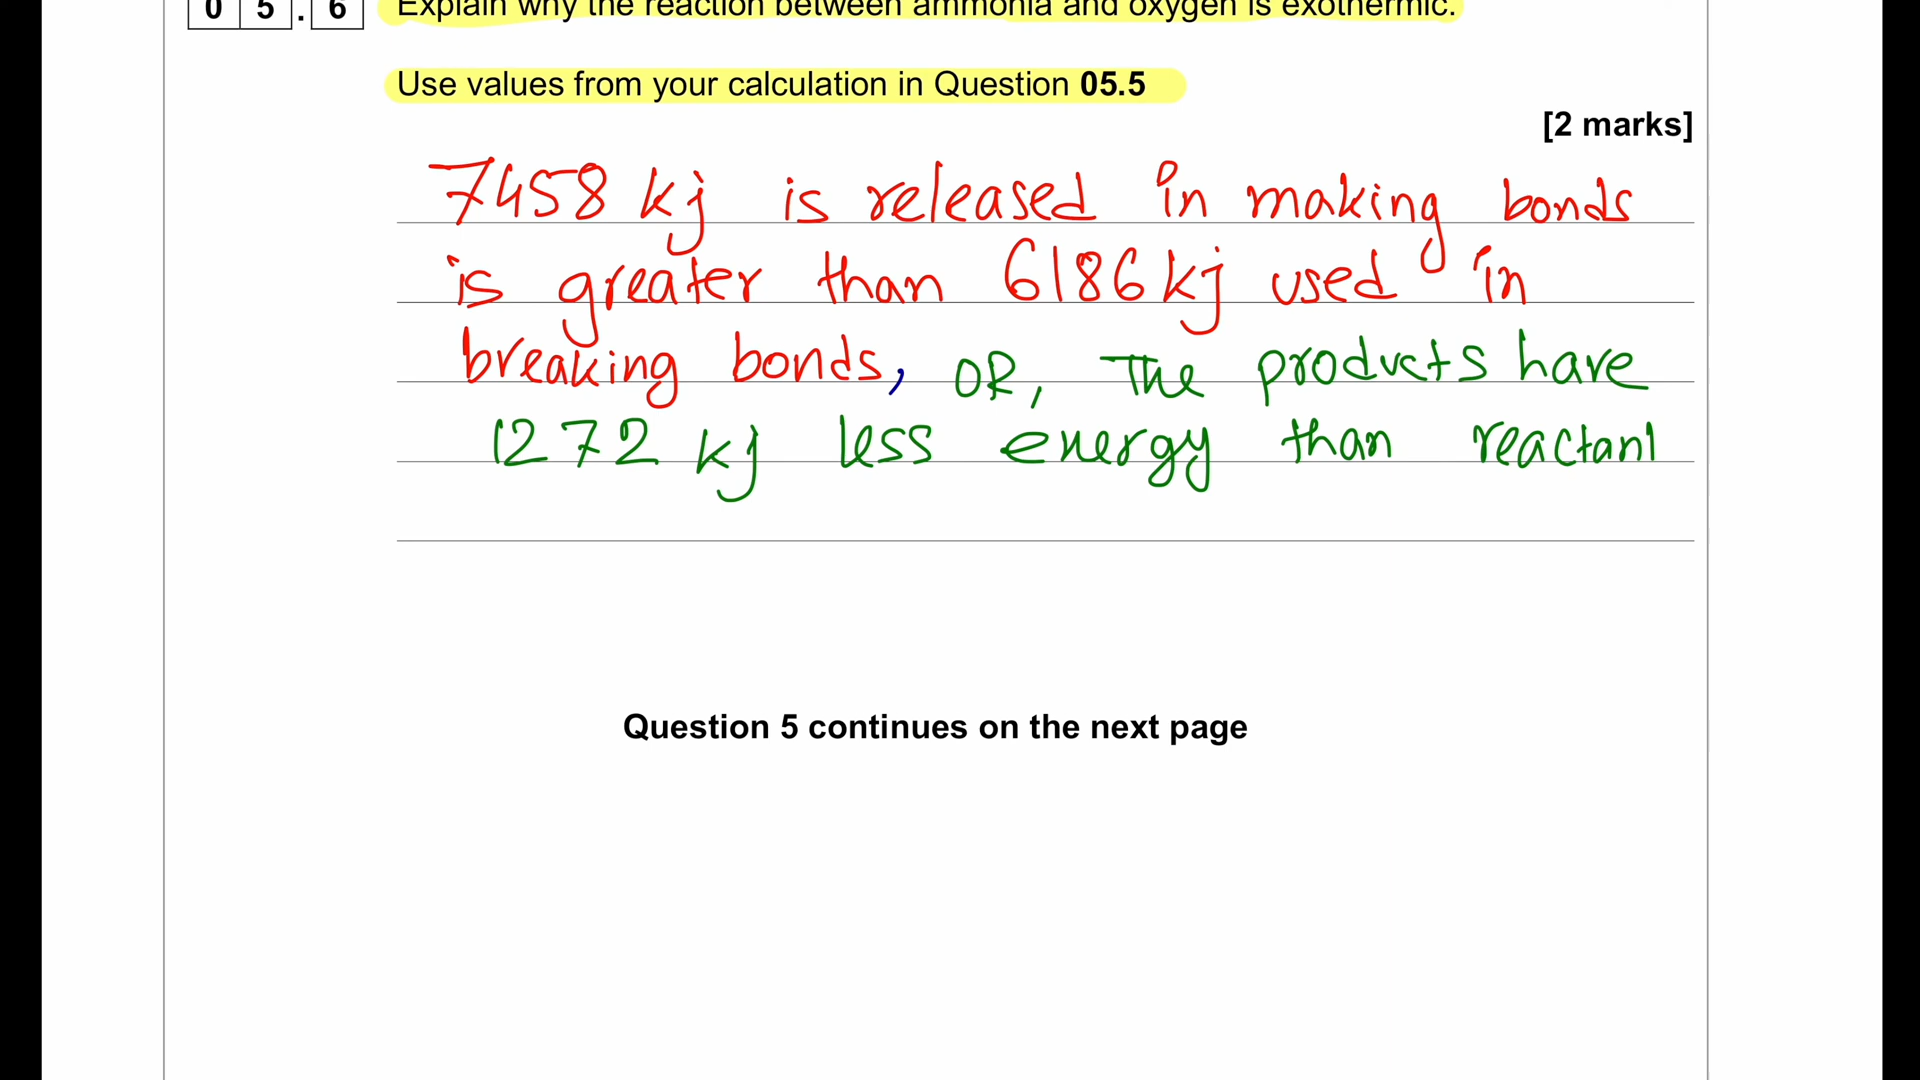 0 5 . 6 Explain why the reaction between ammonia and oxygen is exothermic.
Use values from your calculation in Question 05.5
[2 marks]
7458 kj is released in making bonds
is greater than 6186 kj used in
breaking bonds, OR, The products have
1272 kj less energy than reactant
Question 5 continues on the next page